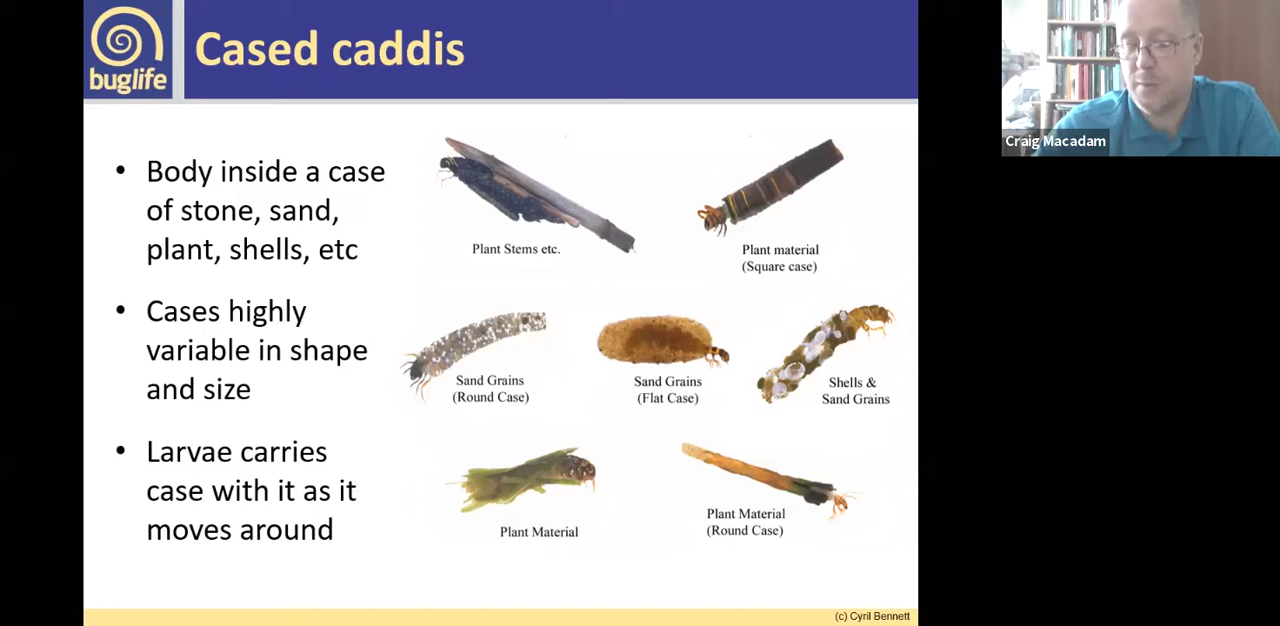 buglife
Cased caddis
Craig Macadam
• Body inside a case
of stone, sand,
plant, shells, etc
• Cases highly
variable in shape
and size
• Larvae carries
case with it as it
moves around
Plant Stems etc.
Plant material
(Square case)
Sand Grains
(Round Case)
Sand Grains
(Flat Case)
Shells &
Sand Grains
Plant Material
Plant Material
(Round Case)
(c) Cyril Bennett